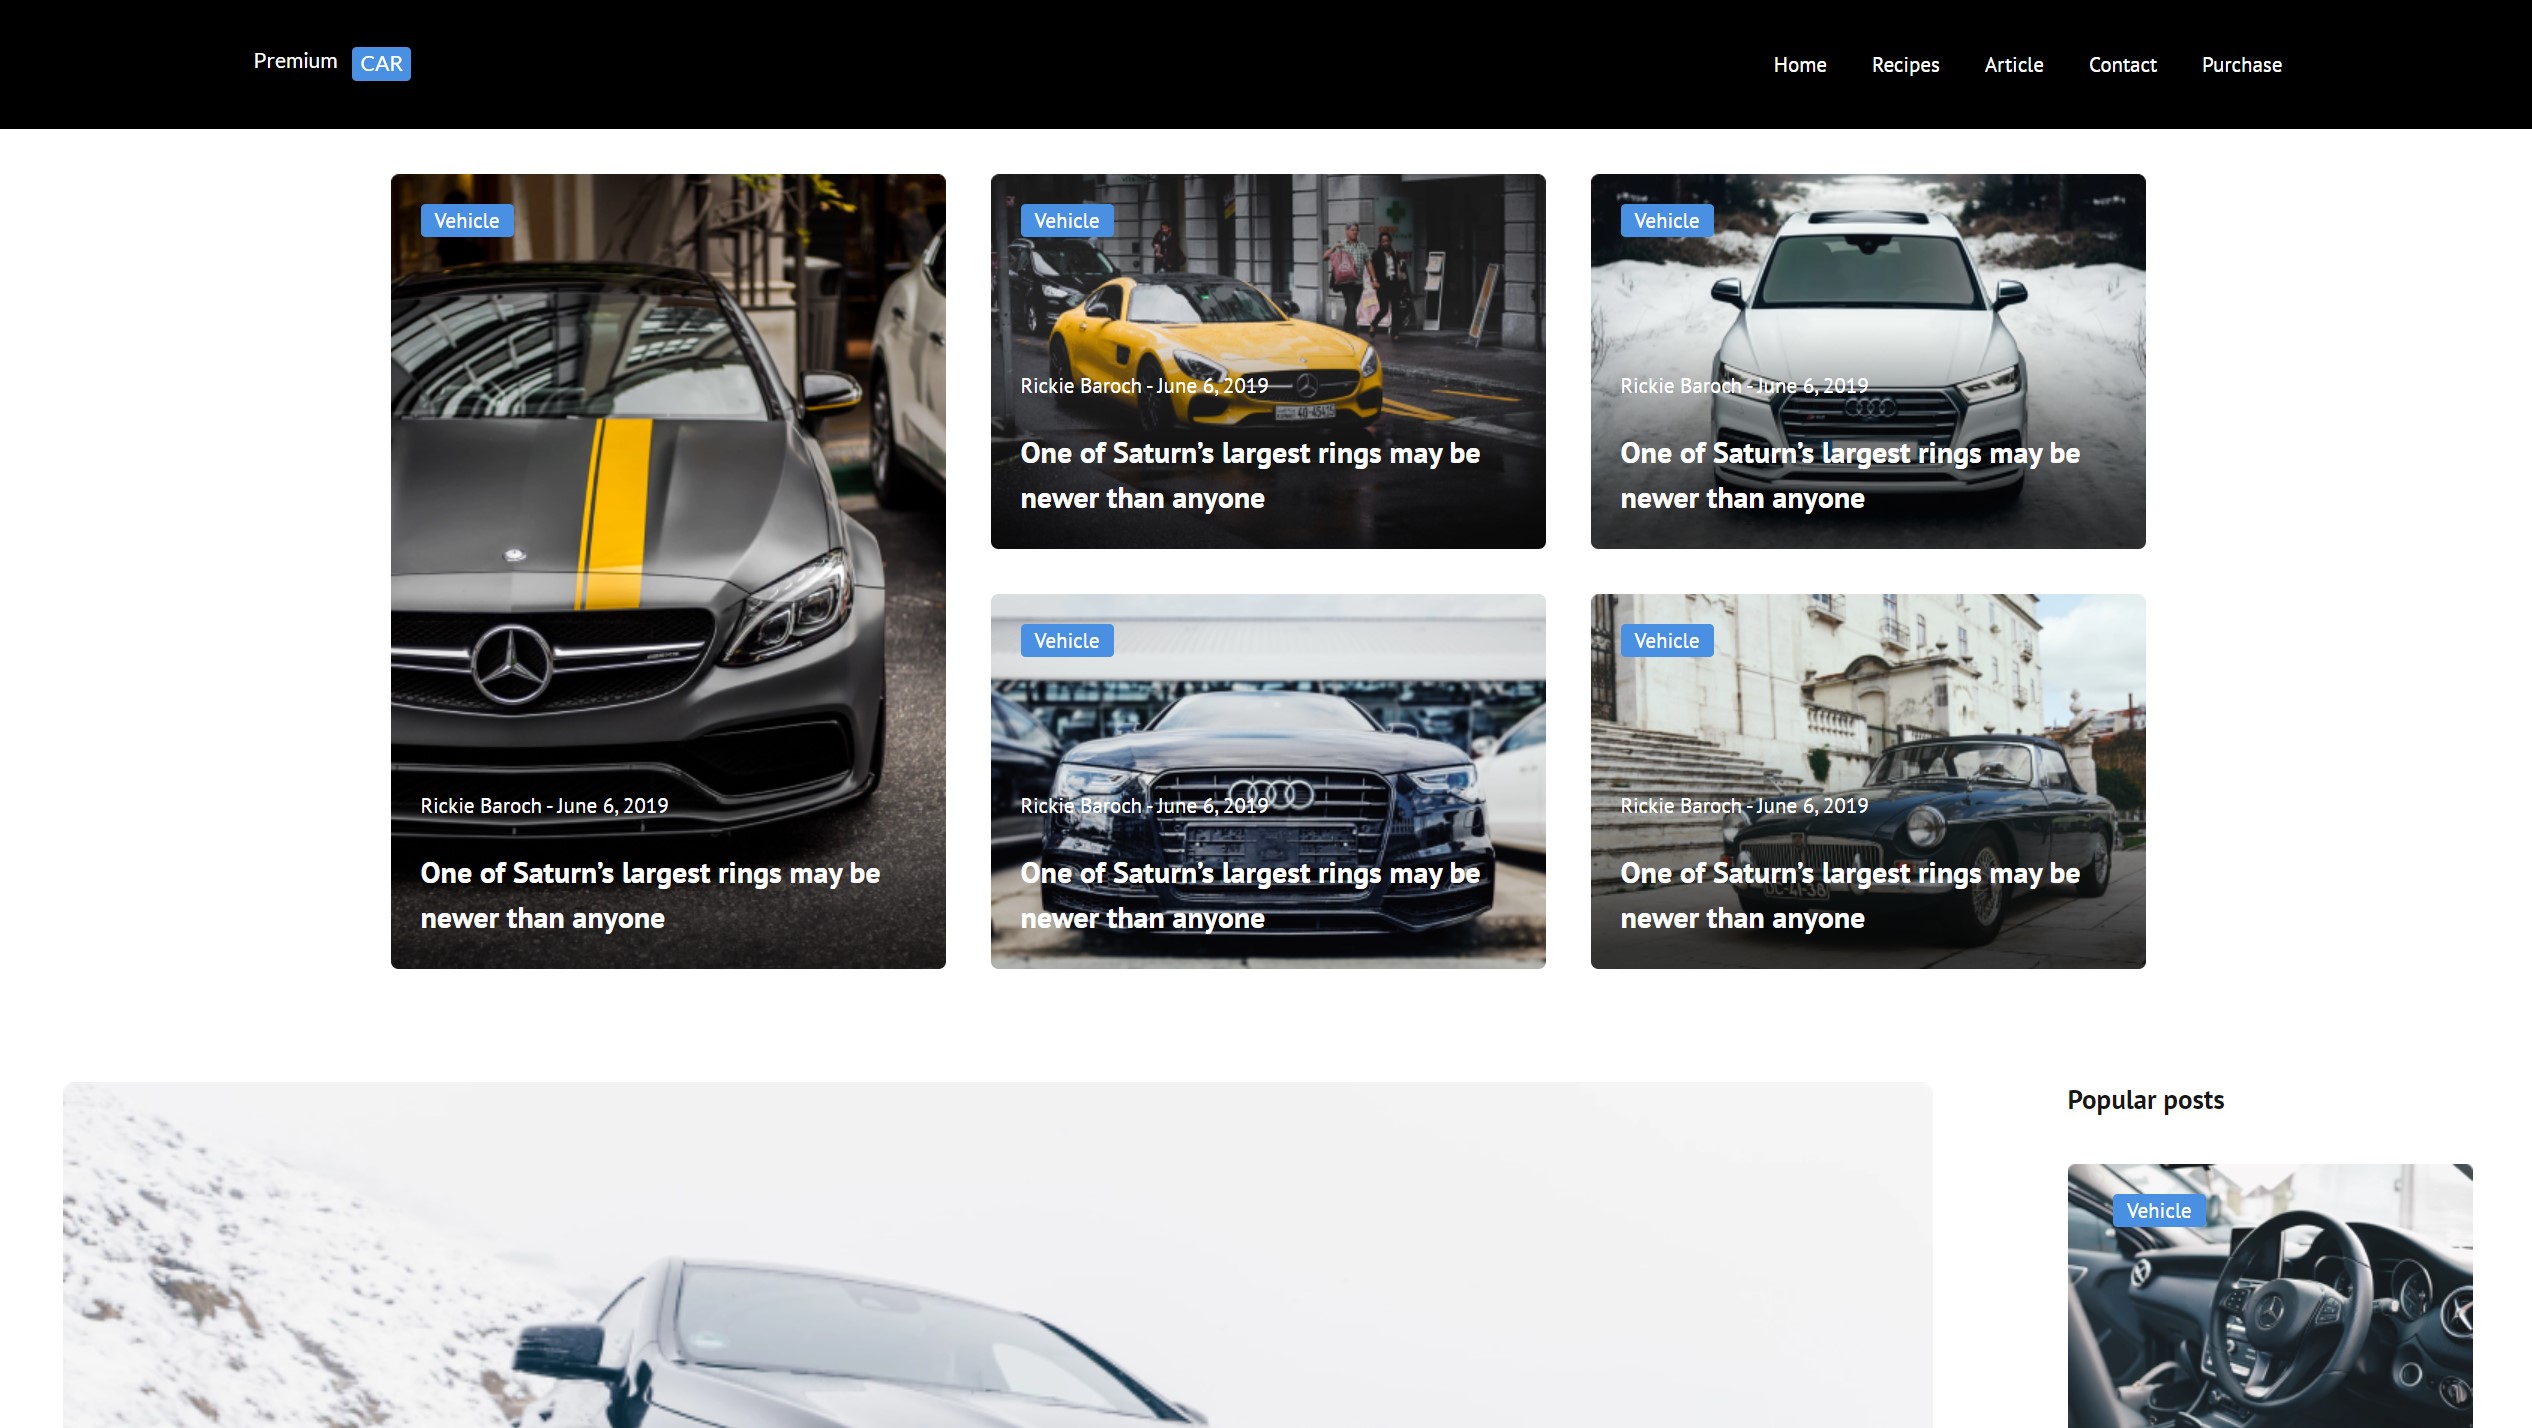 Premium CAR
Home Recipes Article Contact Purchase
Vehicle
Rickie Baroch - June 6, 2019
One of Saturn’s largest rings may be
newer than anyone
Vehicle
Rickie Baroch - June 6, 2019
One of Saturn’s largest rings may be
newer than anyone
Vehicle
Rickie Baroch - June 6, 2019
One of Saturn’s largest rings may be
newer than anyone
Vehicle
Rickie Baroch - June 6, 2019
One of Saturn’s largest rings may be
newer than anyone
Vehicle
Rickie Baroch - June 6, 2019
One of Saturn’s largest rings may be
newer than anyone
Popular posts
Vehicle